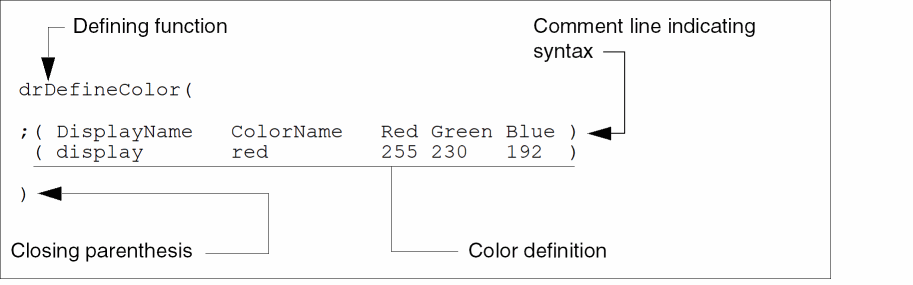 Defining function
Comment line indicating
syntax
drDefineColor(
;( DisplayName ColorName Red Green Blue )
( display red 255 230 192 )
)
Closing parenthesis
Color definition